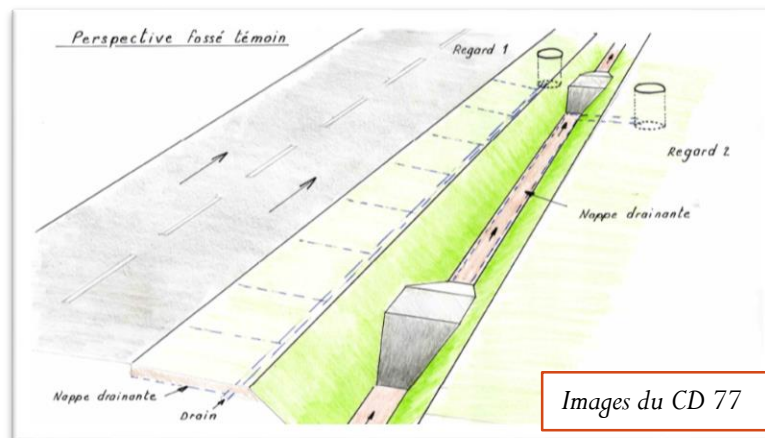 Perspective fossé témoin
Regard 1
Regard 2
Nappe drainante
Nappe drainante
Drain
Images du CD 77